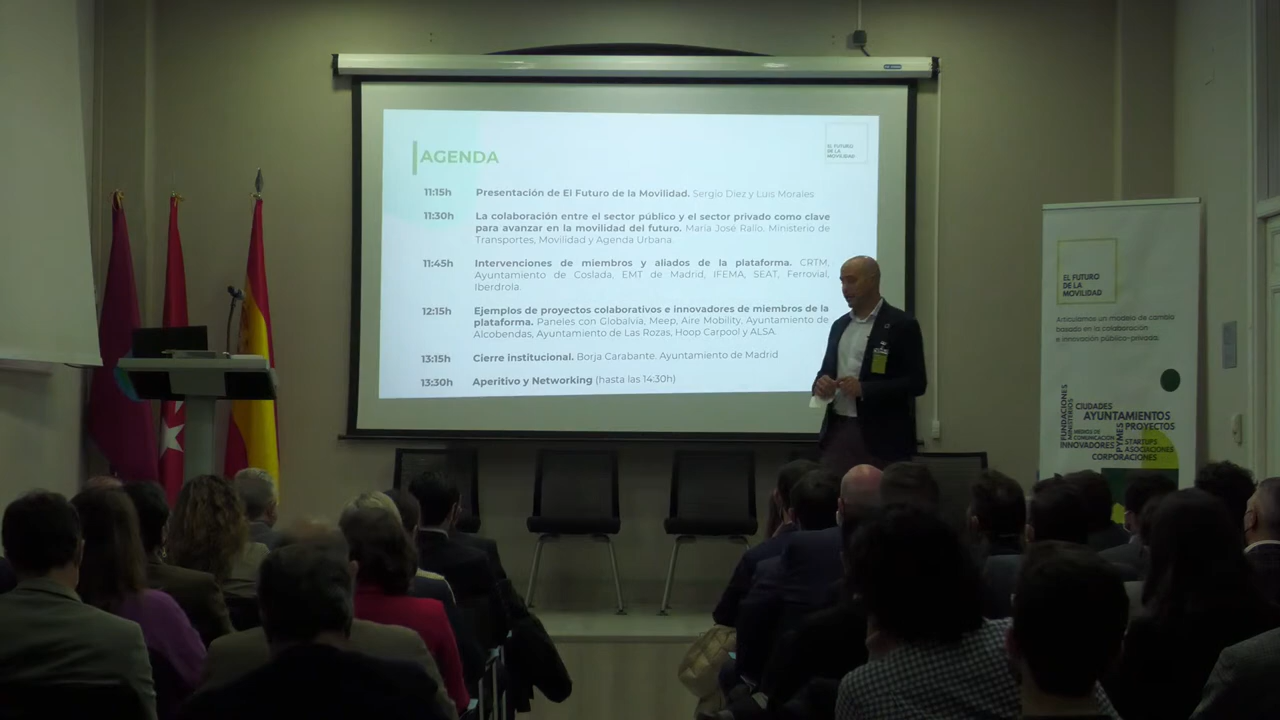 AGENDA
EL FUTURO
DE LA
MOVILIDAD
11:15h Presentación de El Futuro de la Movilidad. Sergio Díez y Luis Morales
11:30h La colaboración entre el sector público y el sector privado como clave
para avanzar en la movilidad del futuro. María José Rallo. Ministerio de
Transportes, Movilidad y Agenda Urbana.
11:45h Intervenciones de miembros y aliados de la plataforma. CRTM,
Ayuntamiento de Coslada, EMT de Madrid, IFEMA, SEAT, Ferrovial,
Iberdrola.
12:15h Ejemplos de proyectos colaborativos e innovadores de miembros de la
plataforma. Paneles con Globalvia, Meep, Aire Mobility, Ayuntamiento de
Alcobendas, Ayuntamiento de Las Rozas, Hoop Carpool y ALSA.
13:15h Cierre institucional. Borja Carabante. Ayuntamiento de Madrid
13:30h Aperitivo y Networking (hasta las 14:30h)
EL FUTURO
DE LA
MOVILIDAD
Articulamos un modelo de cambio
basado en la colaboración
e innovación público-privada.
FUNDACIONES
MINISTERIOS
CIUDADES
AYUNTAMIENTOS
MEDIOS DE
COMUNICACIÓN
PYMES
PROYECTOS
INNOVADORES
STARTUPS
ASOCIACIONES
CORPORACIONES